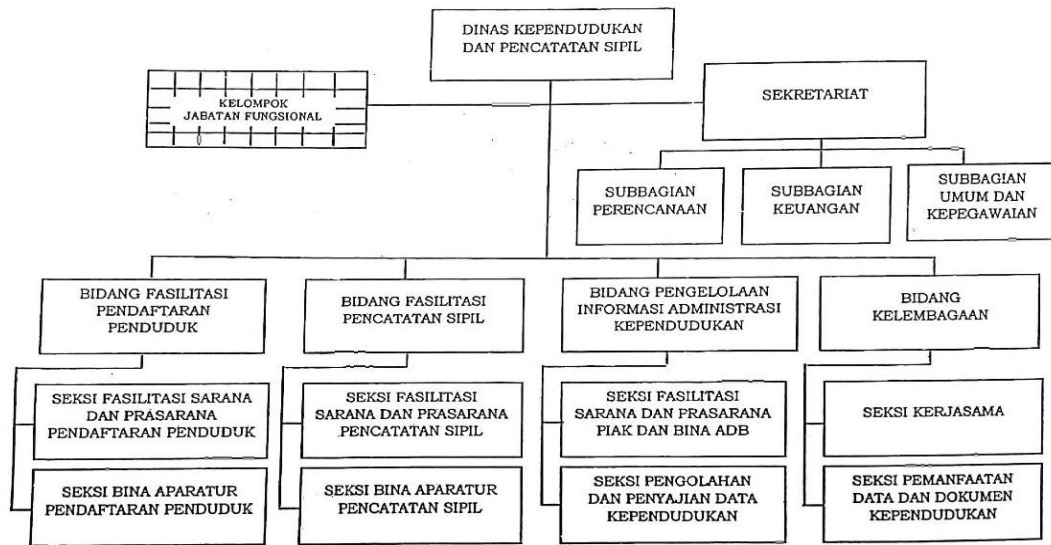 DINAS KEPENDUDUKAN
DAN PENCATATAN SIPIL
KELOMPOK
JABATAN FUNGSIONAL
SEKRETARIAT
SUBBAGIAN
PERENCANAAN
SUBBAGIAN
KEUANGAN
SUBBAGIAN
UMUM DAN
KEPEGAWAIAN
BIDANG FASILITASI
PENDAFTARAN
PENDUDUK
BIDANG FASILITASI
PENCATATAN SIPIL
BIDANG PENGELOLAAN
INFORMASI ADMINISTRASI
KEPENDUDUKAN
BIDANG
KELEMBAGAAN
SEKSI FASILITASI SARANA
DAN PRASARANA
PENDAFTARAN PENDUDUK
SEKSI FASILITASI
SARANA DAN PRASARANA
PENCATATAN SIPIL
SEKSI FASILITASI
SARANA DAN PRASARANA
PIAK DAN BINA ADB
SEKSI KERJASAMA
SEKSI BINA APARATUR
PENDAFTARAN PENDUDUK
SEKSI BINA APARATUR
PENCATATAN SIPIL
SEKSI PENGOLAHAN
DAN PENYAJIAN DATA
KEPENDUDUKAN
SEKSI PEMANFAATAN
DATA DAN DOKUMEN
KEPENDUDUKAN